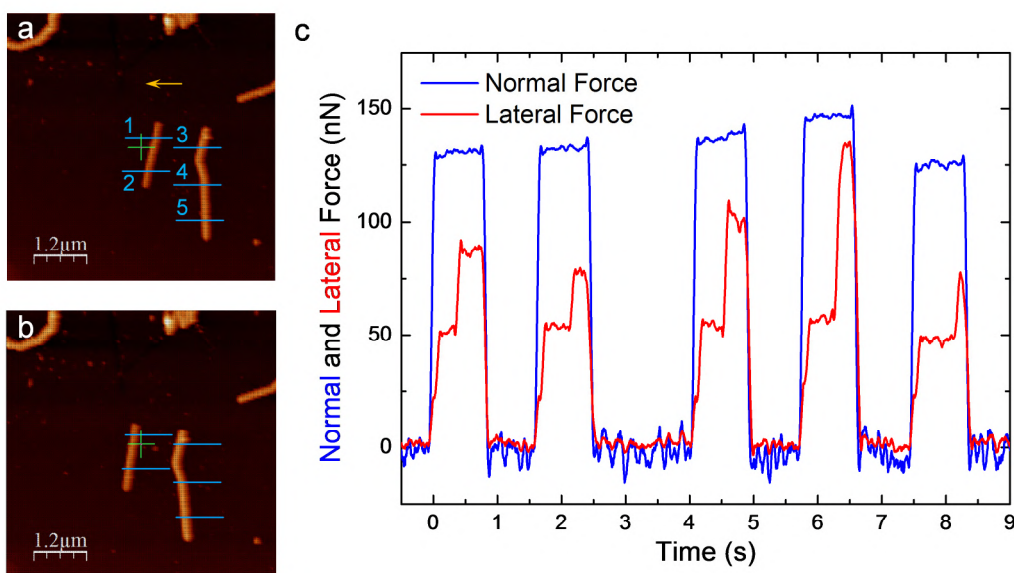 a
1
3
2
4
5
1.2µm
b
1.2µm
c
Normal and Lateral Force (nN)
150
100
50
0
Normal Force
Lateral Force
0 1 2 3 4 5 6 7 8 9
Time (s)